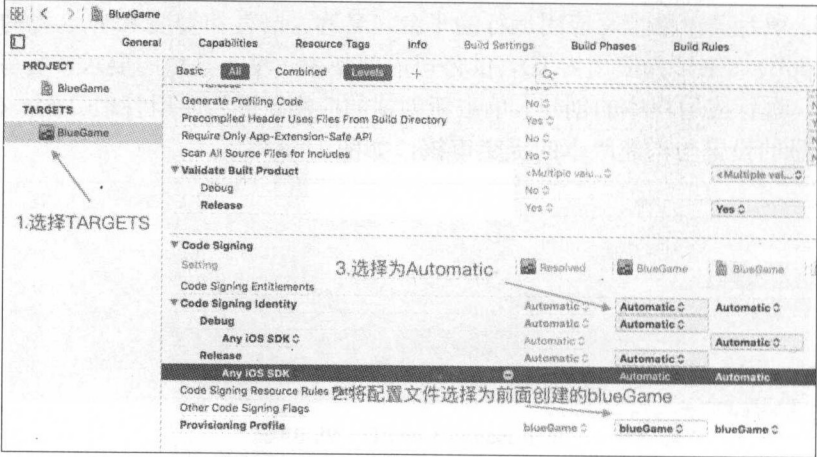 BlueGame
General Capabilities Resource Tags Info Build Settings Build Phases Build Rules
PROJECT
BlueGame
TARGETS
BlueGame
1.选择TARGETS
Basic All Combined Levels +
Generate Profiling Code No
Precompiled Header Uses Files From Build Directory Yes
Require Only App-Extension-Safe API No
Scan All Source Files for Includes No
Validate Built Product <Multiple valu... <Multiple val...
Debug No
Release Yes Yes
Code Signing
Setting Resolved BlueGame BlueGame
3.选择为Automatic
Code Signing Entitlements
Code Signing Identity Automatic Automatic Automatic
Debug Automatic Automatic
Any iOS SDK Automatic Automatic
Release Automatic Automatic
Any iOS SDK Automatic Automatic
Code Signing Resource Rules Path
2.将配置文件选择为前面创建的blueGame
Other Code Signing Flags
Provisioning Profile blueGame blueGame blueGame